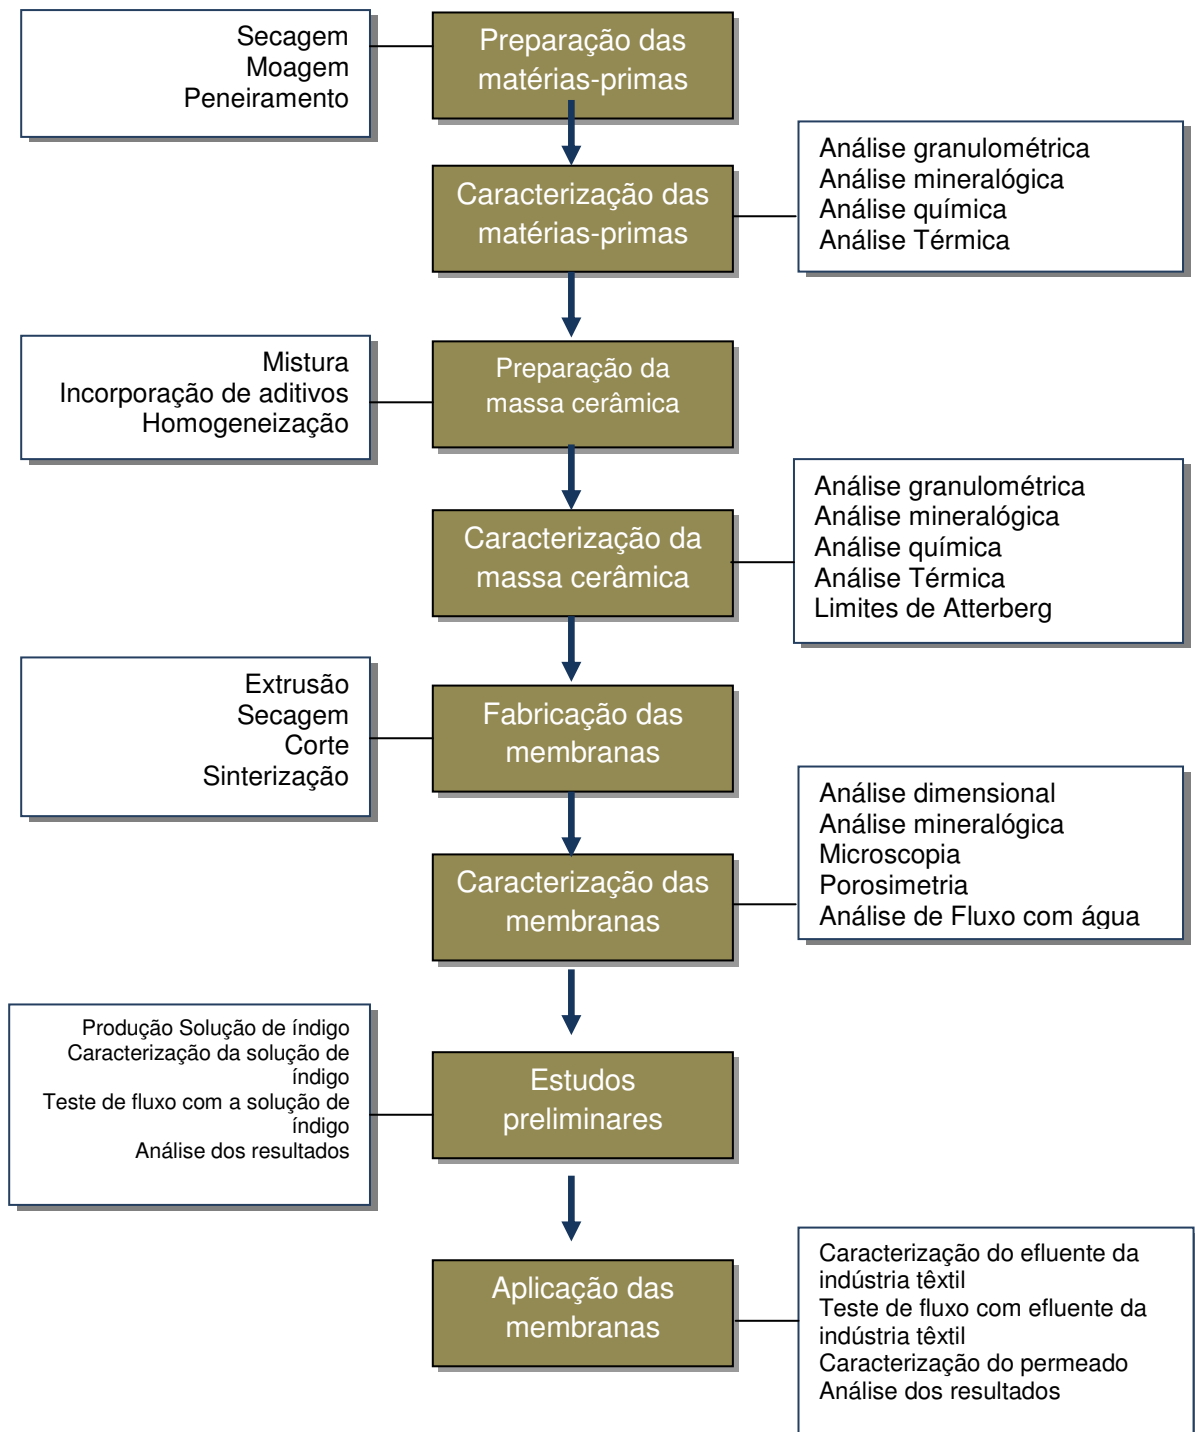 Secagem
Moagem
Peneiramento
Preparação das
matérias-primas
Caracterização das
matérias-primas
Análise granulométrica
Análise mineralógica
Análise química
Análise Térmica
Mistura
Incorporação de aditivos
Homogeneização
Preparação da
massa cerâmica
Caracterização da
massa cerâmica
Análise granulométrica
Análise mineralógica
Análise química
Análise Térmica
Limites de Atterberg
Extrusão
Secagem
Corte
Sinterização
Fabricação das
membranas
Caracterização das
membranas
Análise dimensional
Análise mineralógica
Microscopia
Porosimetria
Análise de Fluxo com água
Produção Solução de índigo
Caracterização da solução de
índigo
Teste de fluxo com a solução de
índigo
Análise dos resultados
Estudos
preliminares
Aplicação das
membranas
Caracterização do efluente da
indústria têxtil
Teste de fluxo com efluente da
indústria têxtil
Caracterização do permeado
Análise dos resultados